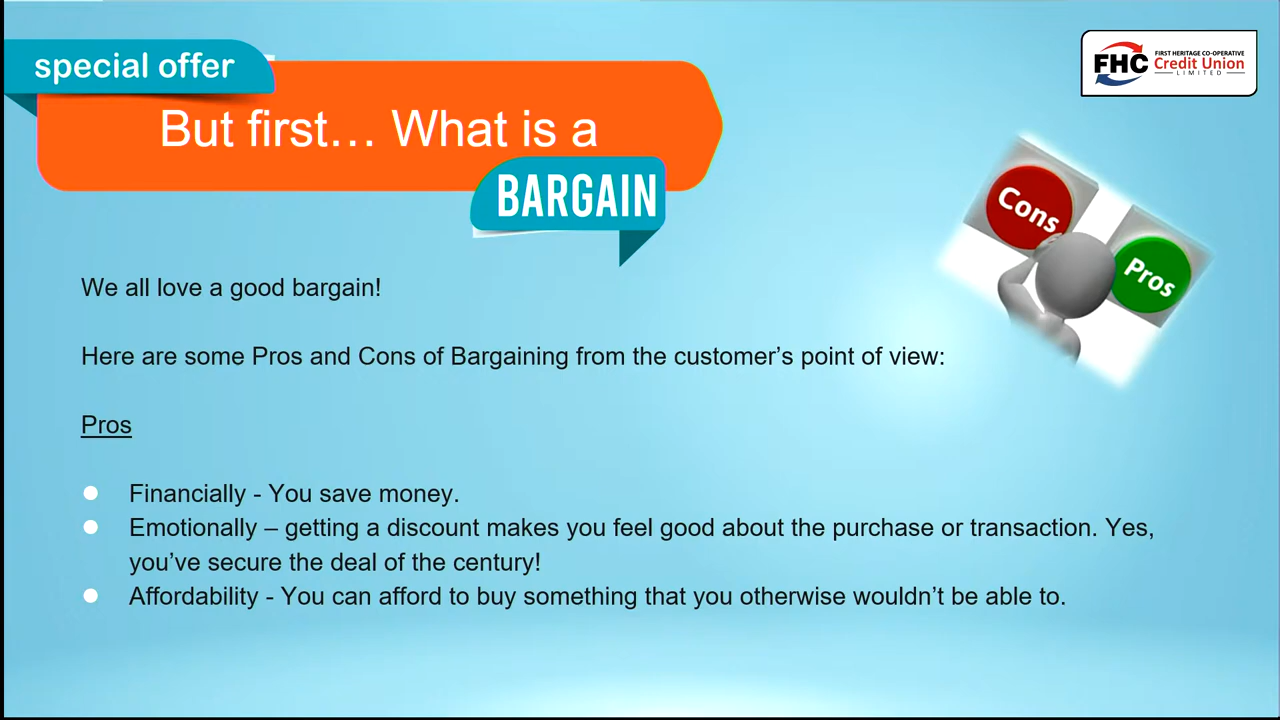 special offer
But first… What is a
BARGAIN
FHC
FIRST HERITAGE CO-OPERATIVE
Credit Union
LIMITED
Cons
Pros
We all love a good bargain!
Here are some Pros and Cons of Bargaining from the customer’s point of view:
Pros
● Financially - You save money.
● Emotionally – getting a discount makes you feel good about the purchase or transaction. Yes,
you’ve secure the deal of the century!
● Affordability - You can afford to buy something that you otherwise wouldn’t be able to.